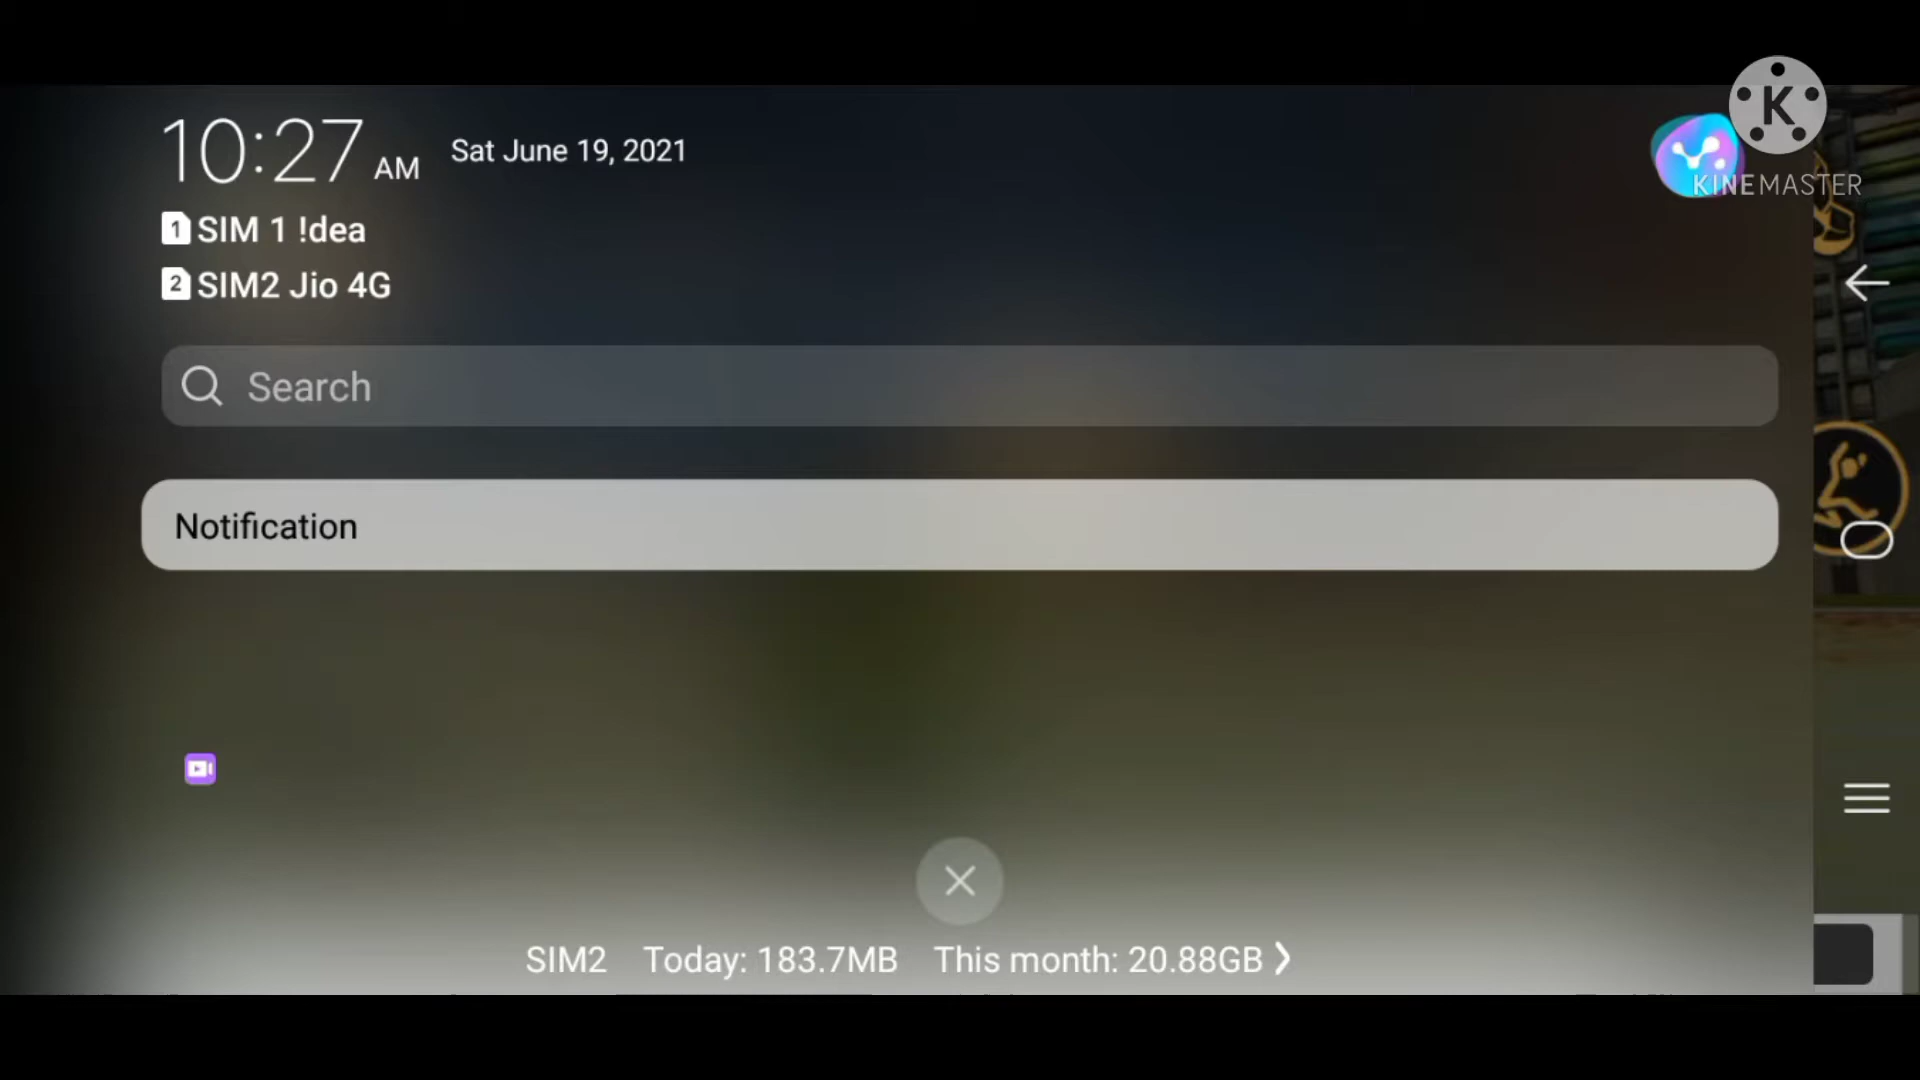 10:27 AM Sat June 19, 2021
K
KINEMASTER
1 SIM 1 !dea
2 SIM2 Jio 4G
Search
Notification
SIM2 Today: 183.7MB This month: 20.88GB